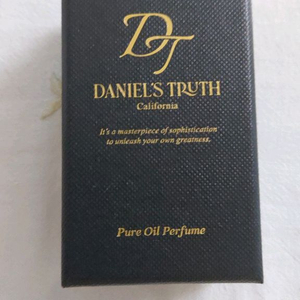 DT
DANIEL'S TRUTH
California
It's a masterpiece of sophistication
to unleash your own greatness.
Pure Oil Perfume